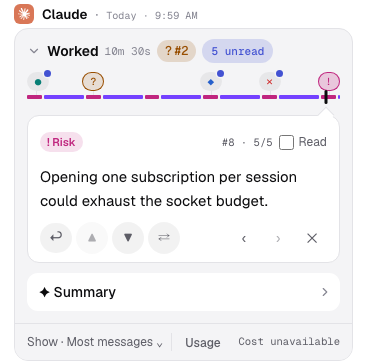 Claude · Today · 9:59 AM
Worked 10m 30s ? #2 5 unread
? !
! Risk #8 · 5/5 Read
Opening one subscription per session
could exhaust the socket budget.
Summary
Show · Most messages Usage Cost unavailable